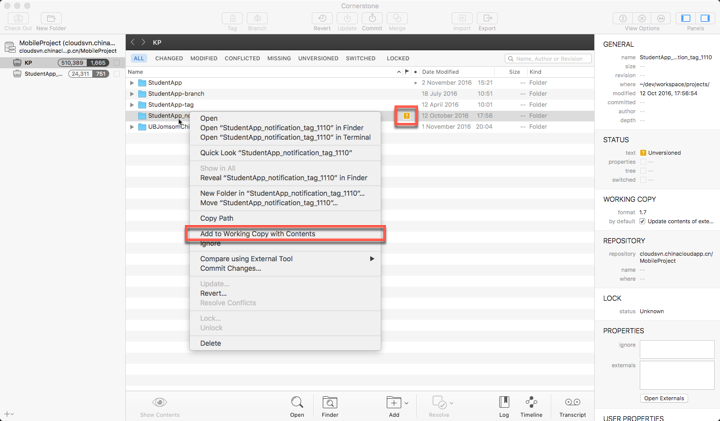 Cornerstone
Check Out New Folder Tag Branch Revert Update Commit Merge Import Export View Options Panels
MobileProject (cloudsvn.chinacl...
cloudsvn.chinacloudapp.cn/MobileProject
KP 510,389 1,665
StudentApp_... 24,311 751
KP
ALL CHANGED MODIFIED CONFLICTED MISSING UNVERSIONED SWITCHED LOCKED Name, Author or Revision
Name Date Modified Size Kind
StudentApp 2 November 2016 15:21 -- Folder
StudentApp-branch 18 July 2016 10:51 -- Folder
StudentApp-tag 12 April 2016 10:01 -- Folder
StudentApp_no 12 October 2016 17:56 -- Folder
UBJomsomChi 1 November 2016 20:04 -- Folder
Open
Open “StudentApp_notification_tag_1110” in Finder
Open “StudentApp_notification_tag_1110” in Terminal
Quick Look “StudentApp_notification_tag_1110”
Show In All
Reveal “StudentApp_notification_tag_1110” in Finder
New Folder in “StudentApp_notification_tag_1110”...
Move “StudentApp_notification_tag_1110”...
Copy Path
Add to Working Copy with Contents
Ignore
Compare using External Tool
Commit Changes...
Update...
Revert...
Resolve Conflicts
Lock...
Unlock
Delete
Show Contents Open Finder Add Resolve Log Timeline Transcript
GENERAL
name StudentApp_...tion_tag_1110
size --
revision --
where ~/dev/workspace/projects/
modified 12 Oct 2016, 17:56:54
committed --
author --
depth --
STATUS
text Unversioned
properties --
tree --
switched --
WORKING COPY
format 1.7
by default Update contents of exte...
REPOSITORY
repository cloudsvn.chinacloudapp.cn/
MobileProject
name --
where --
LOCK
status Unknown
PROPERTIES
ignore
externals
Open Externals
USER PROPERTIES